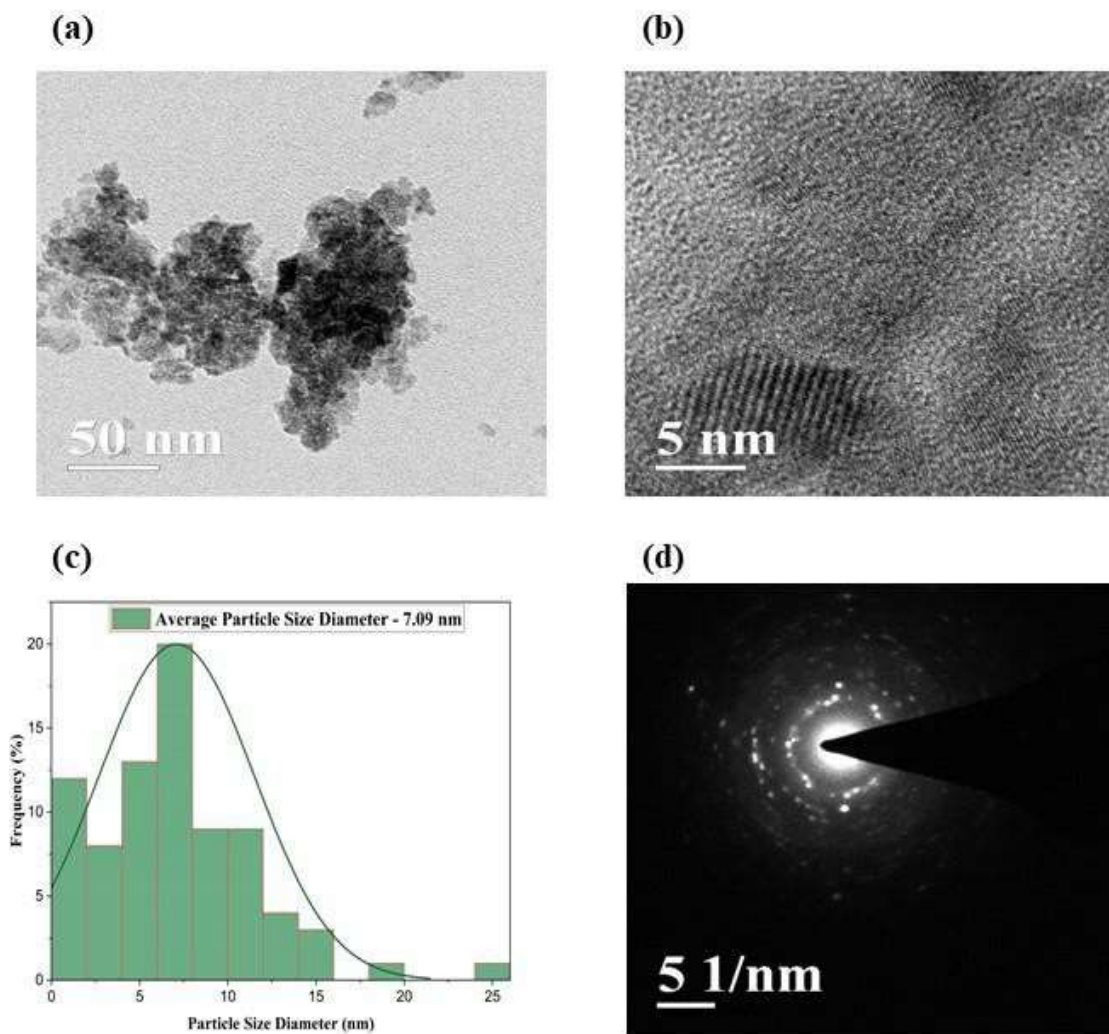 (a)
(b)
50 nm
5 nm
(c)
(d)
Average Particle Size Diameter - 7.09 nm
20
15
10
5
0
Frequency (%)
0 5 10 15 20 25
Particle Size Diameter (nm)
5 1/nm